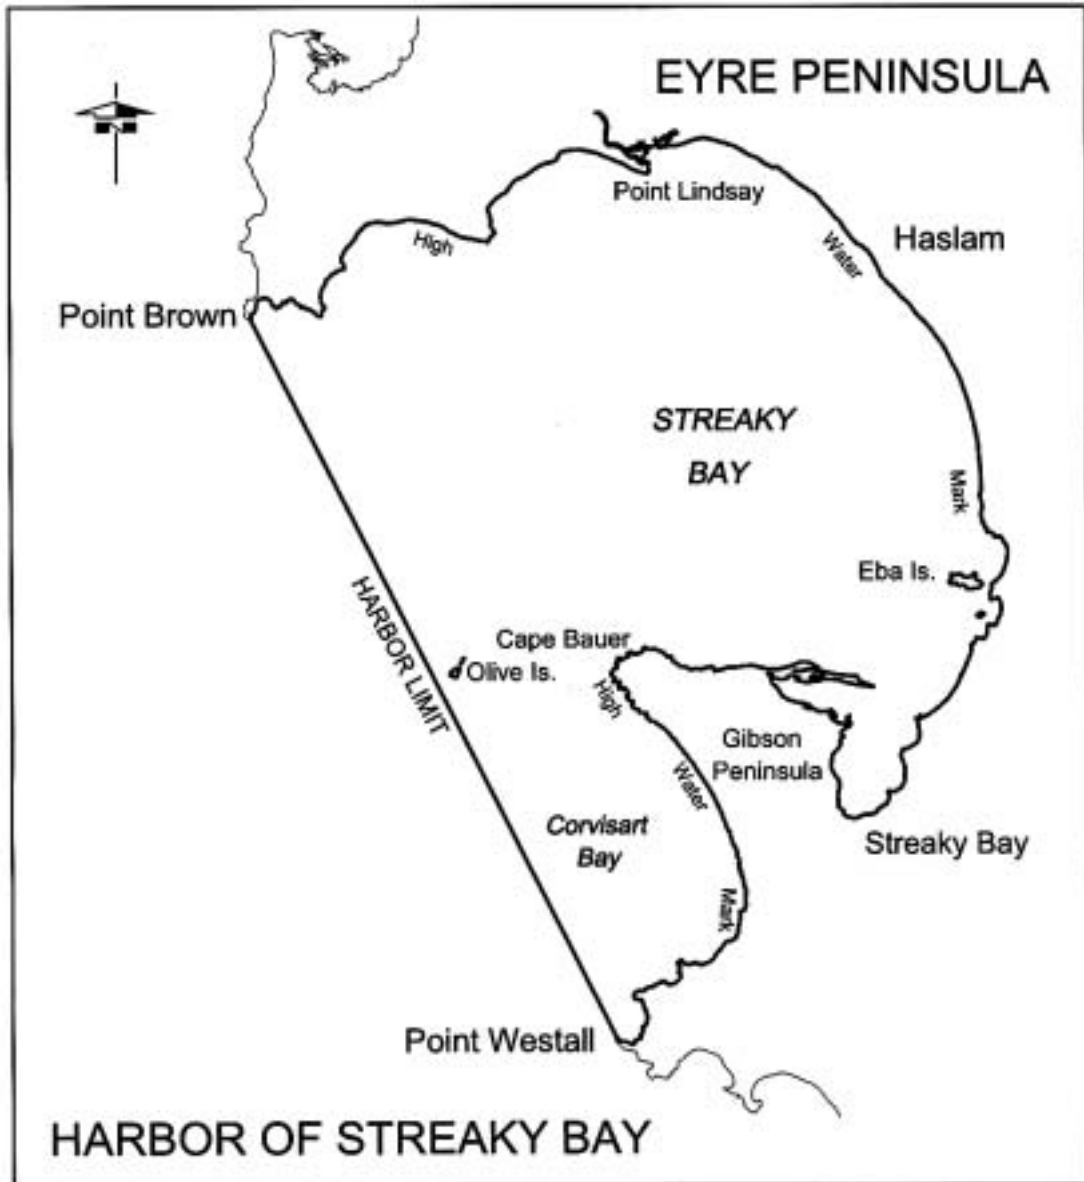 EYRE PENINSULA
N
Point Lindsay
High
Water
Haslam
Point Brown
STREAKY
BAY
Mark
Eba Is.
HARBOR LIMIT
Cape Bauer
Olive Is.
High
Gibson
Peninsula
Water
Corvisart
Bay
Streaky Bay
Mark
Point Westall
HARBOR OF STREAKY BAY